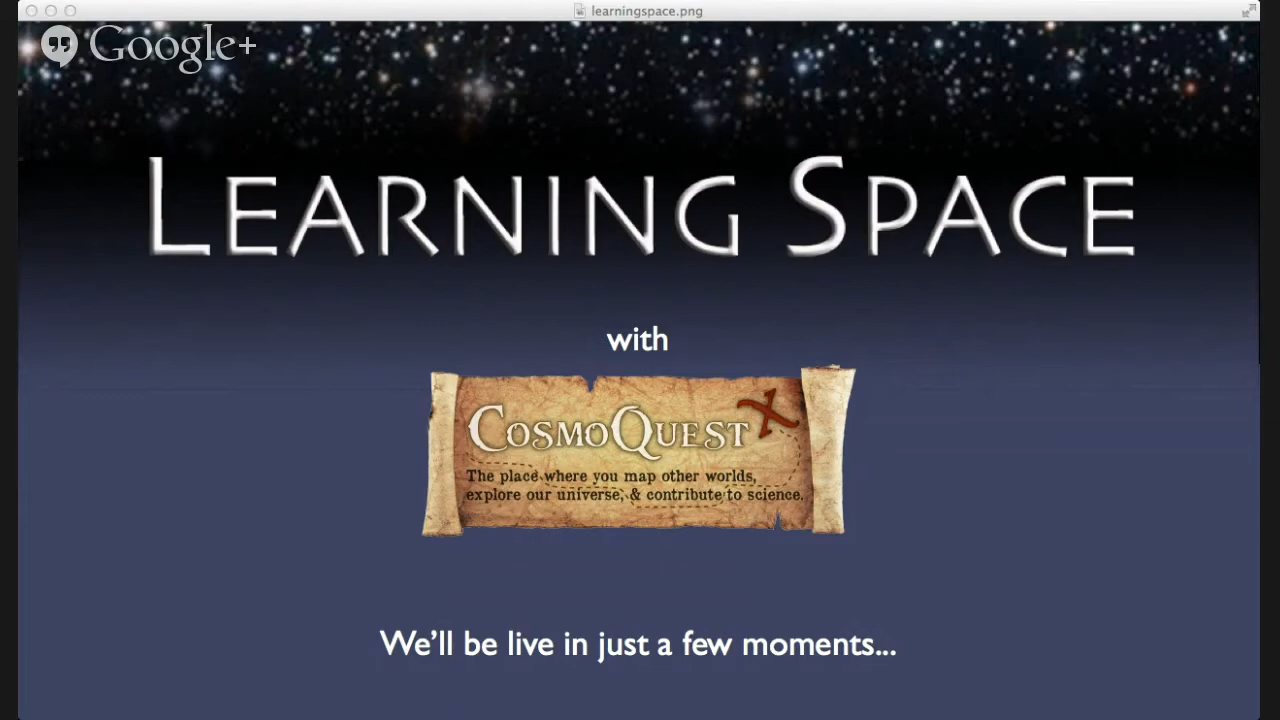 learningspace.png
Google+
LEARNING SPACE
with
COSMOQUEST
The place where you map other worlds,
explore our universe, & contribute to science.
We'll be live in just a few moments...